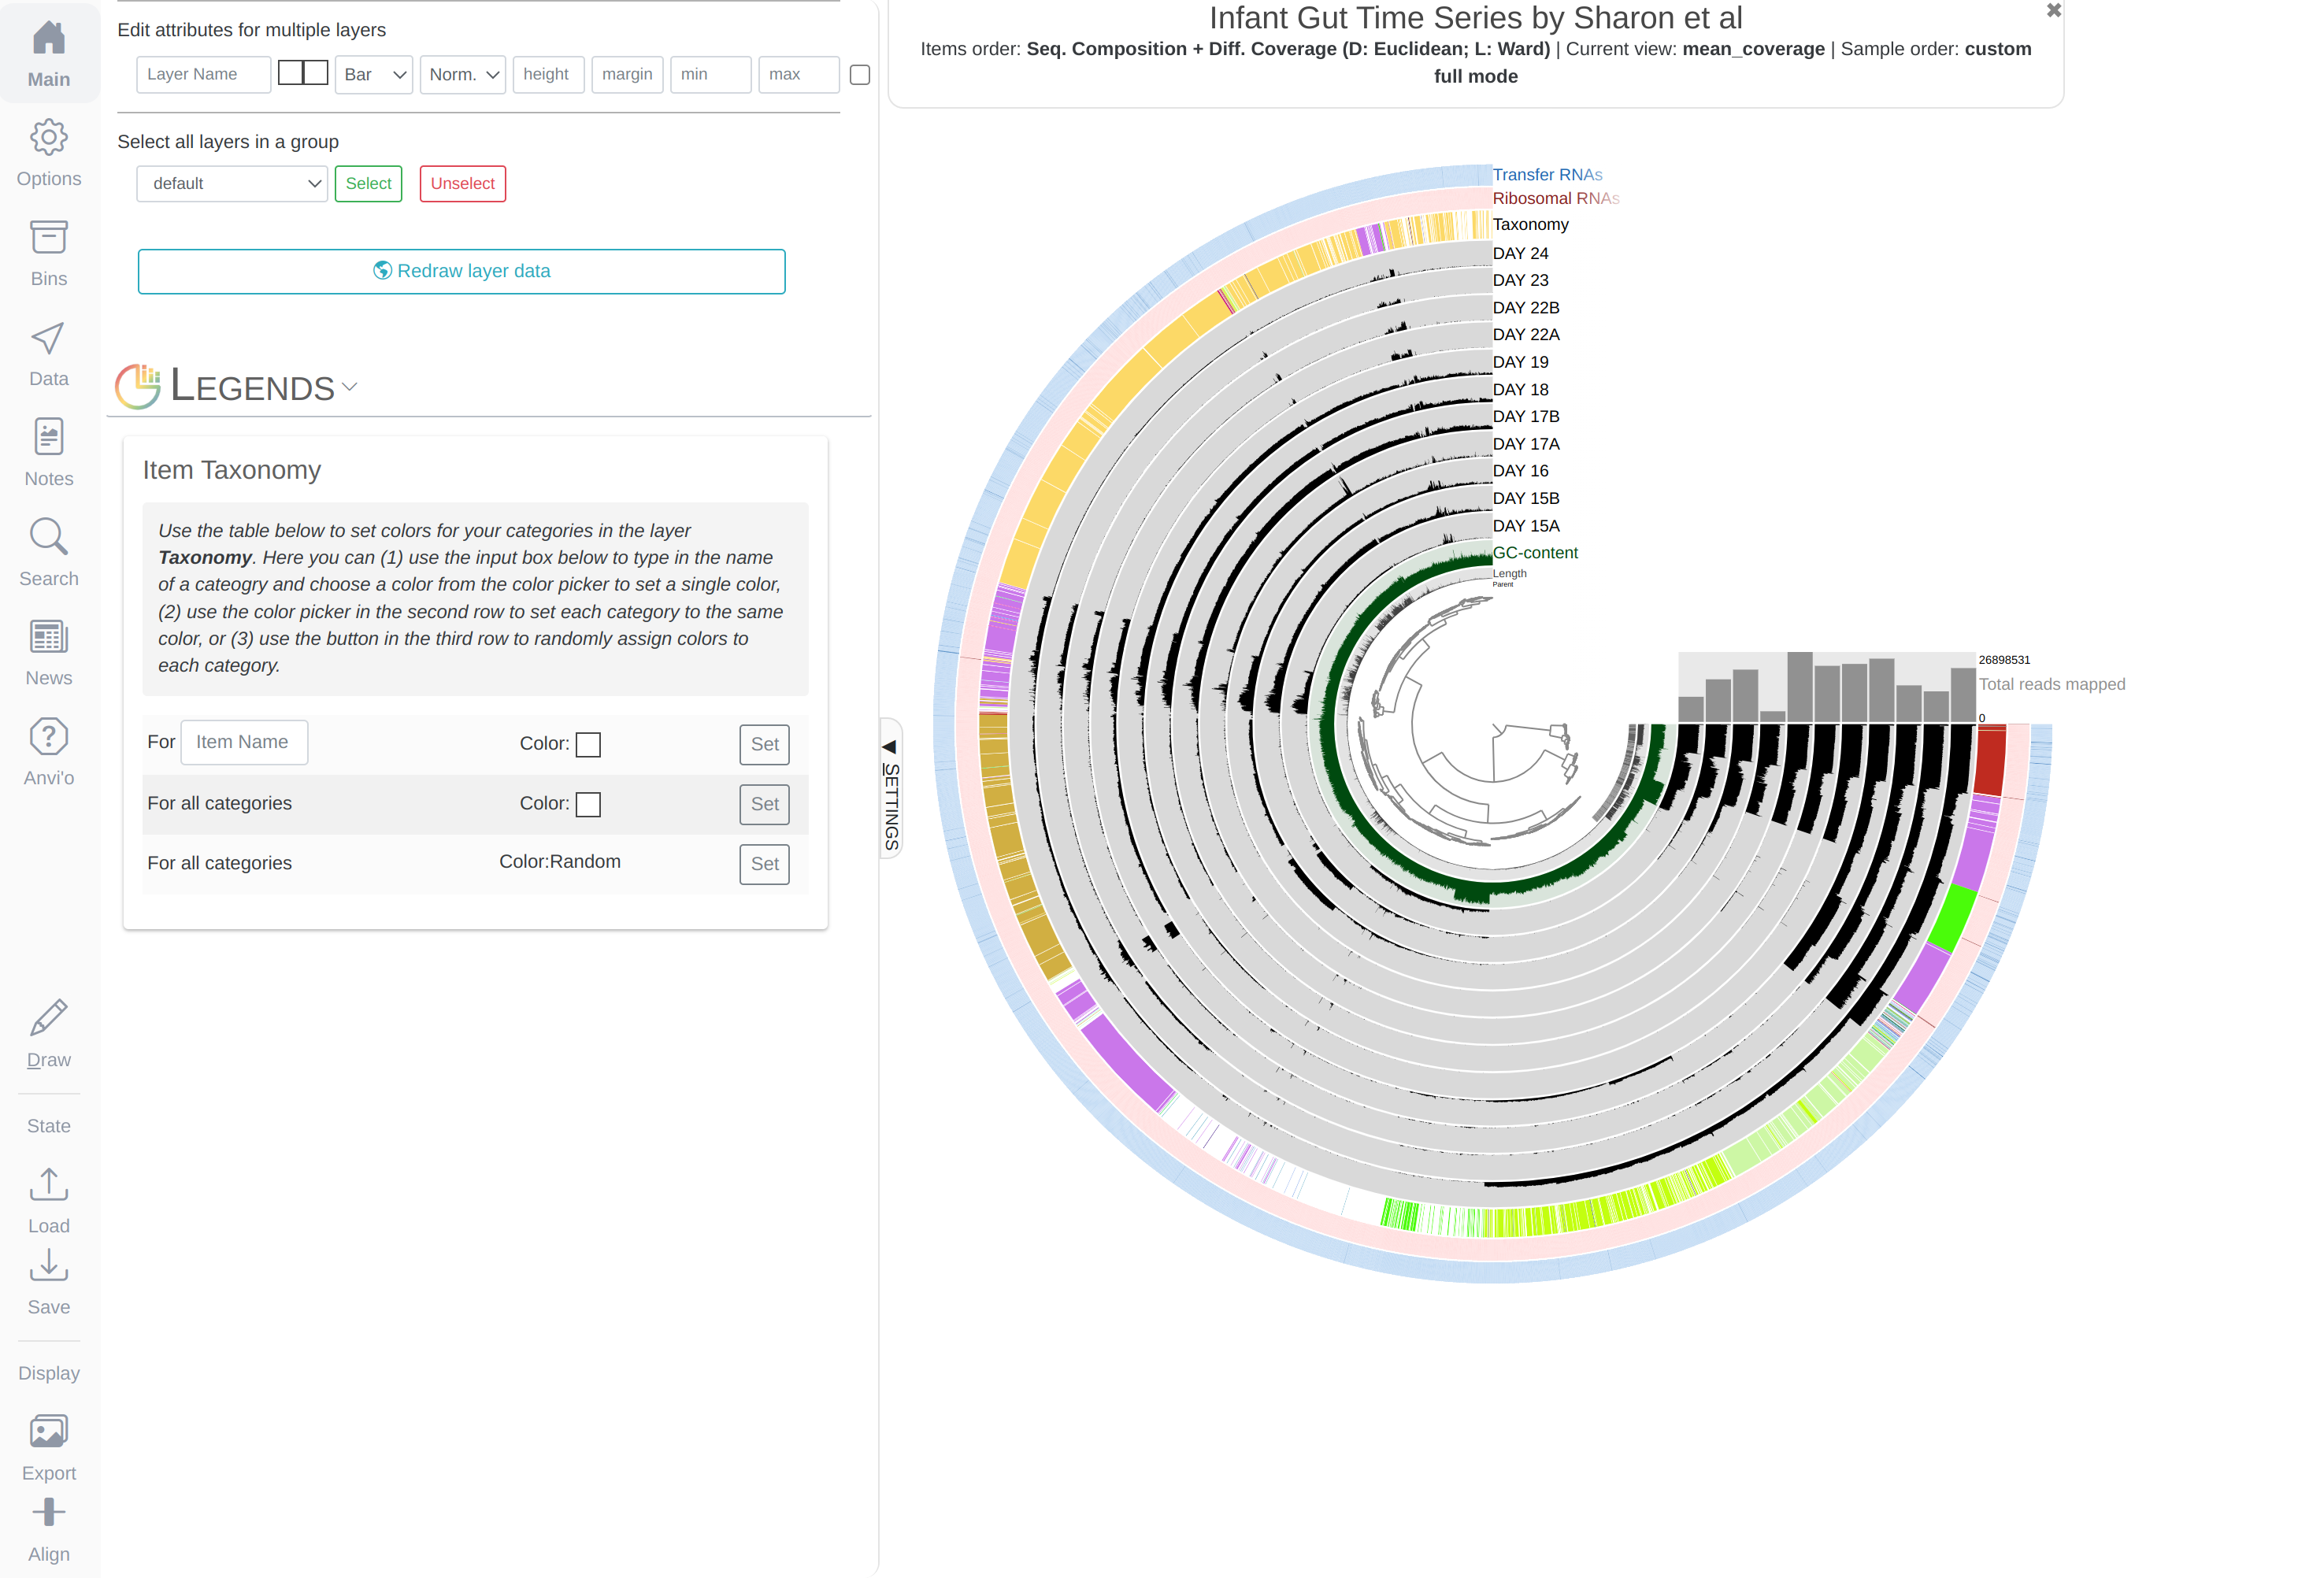 Main
Options
Bins
Data
Notes
Search
News
Anvi'o
Draw
State
Load
Save
Display
Export
Align
Edit attributes for multiple layers
Layer Name
Bar
Norm.
height
margin
min
max
Select all layers in a group
default
Select
Unselect
Redraw layer data
LEGENDS
Item Taxonomy
Use the table below to set colors for your categories in the layer
Taxonomy. Here you can (1) use the input box below to type in the name
of a cateogry and choose a color from the color picker to set a single color,
(2) use the color picker in the second row to set each category to the same
color, or (3) use the button in the third row to randomly assign colors to
each category.
For Item Name Color: Set
For all categories Color: Set
For all categories Color:Random Set
◀ SETTINGS
Infant Gut Time Series by Sharon et al
Items order: Seq. Composition + Diff. Coverage (D: Euclidean; L: Ward) | Current view: mean_coverage | Sample order: custom
full mode
Transfer RNAs
Ribosomal RNAs
Taxonomy
DAY 24
DAY 23
DAY 22B
DAY 22A
DAY 19
DAY 18
DAY 17B
DAY 17A
DAY 16
DAY 15B
DAY 15A
GC-content
Length
Parent
26898531
Total reads mapped
0